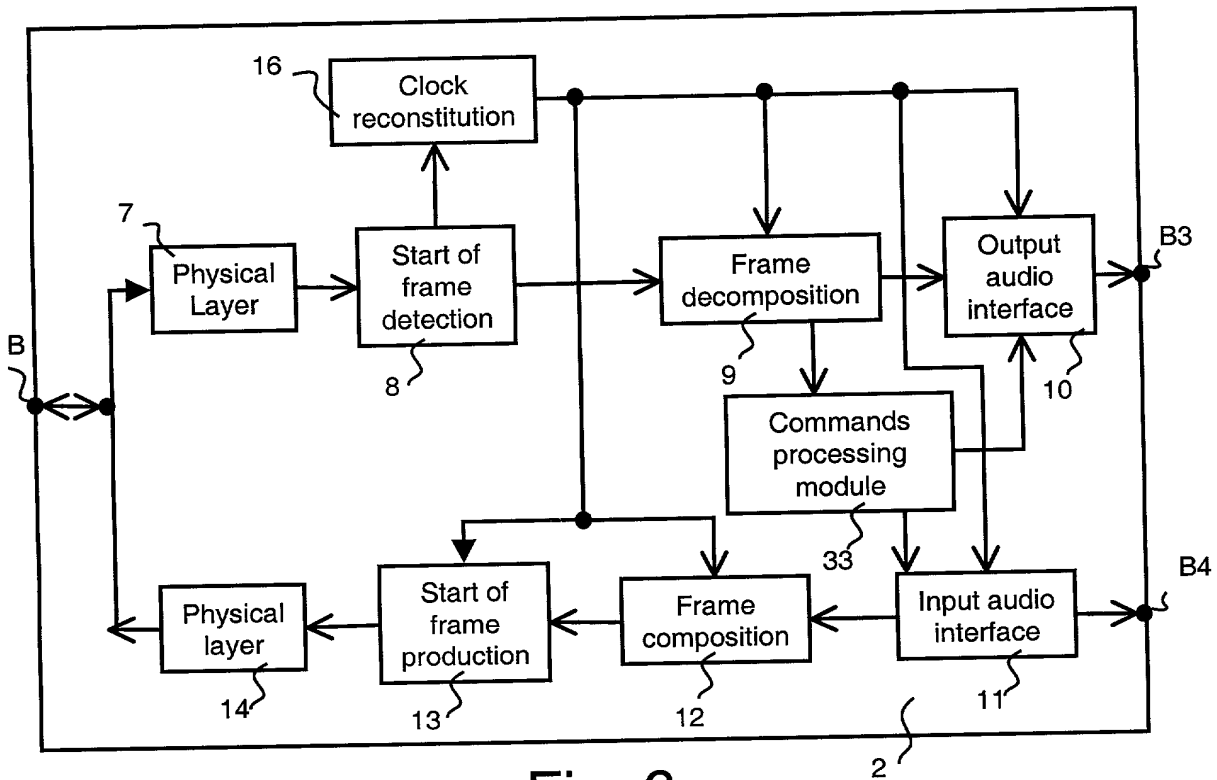 16
Clock
reconstitution
7
Physical
Layer
Start of
frame
detection
8
Frame
decomposition
9
Output
audio
interface
10
B3
B
Commands
processing
module
33
B4
Physical
layer
14
Start of
frame
production
13
Frame
composition
12
Input audio
interface
11
2